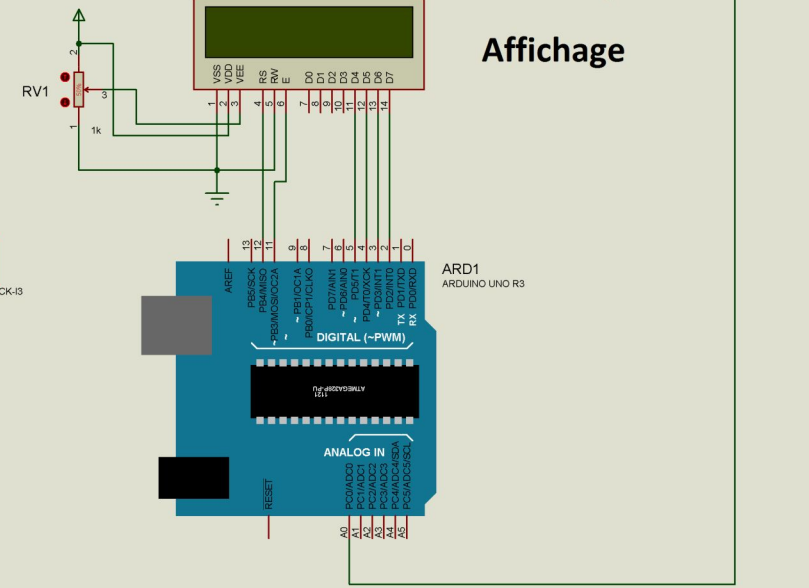 Affichage
RV1
2
50%
3
1
1k
VSS
VDD
VEE
RS
RW
E
D0
D1
D2
D3
D4
D5
D6
D7
1
2
3
4
5
6
7
8
9
10
11
12
13
14
CK-I3
13
12
11
9
8
7
6
5
4
3
2
1
0
ARD1
ARDUINO UNO R3
AREF
PB5/SCK
PB4/MISO
~PB3/MOSI/OC2A
~
~PB1/OC1A
PB0/ICP1/CLKO
PD7/AIN1
~PD6/AIN0
~PD5/T1
PD4/T0/XCK
~PD3/INT1
PD2/INT0
TX PD1/TXD
RX PD0/RXD
DIGITAL (~PWM)
1121
ATMEGA328P-PU
ANALOG IN
RESET
PC0/ADC0
PC1/ADC1
PC2/ADC2
PC3/ADC3
PC4/ADC4/SDA
PC5/ADC5/SCL
A0
A1
A2
A3
A4
A5